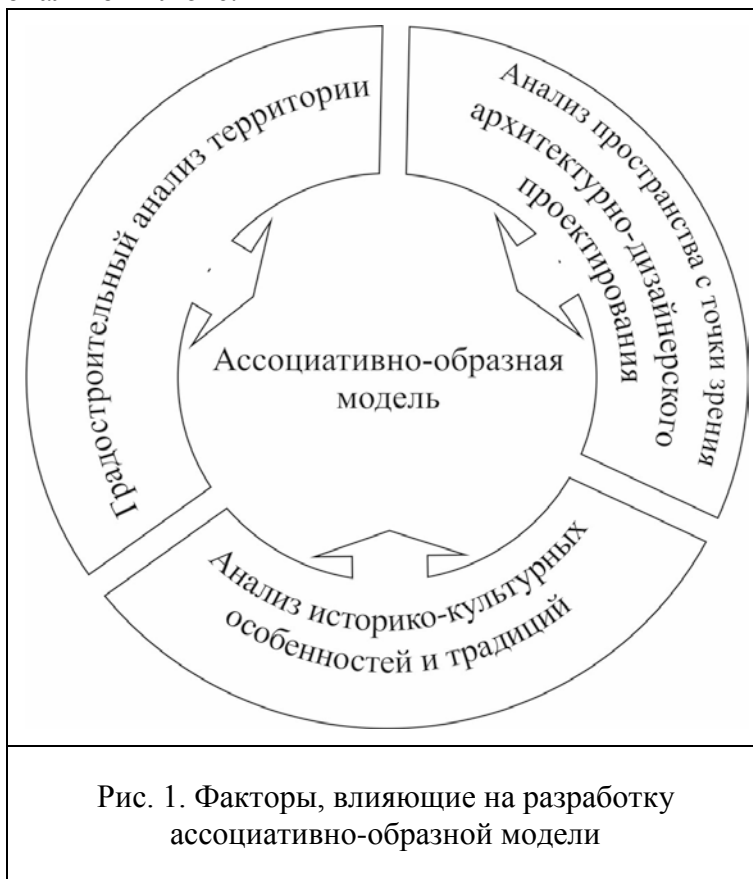 Градостроительный анализ территории
Анализ пространства с точки зрения
архитектурно-дизайнерского
проектирования
Ассоциативно-образная
модель
Анализ историко-культурных
особенностей и традиций
Рис. 1. Факторы, влияющие на разработку
ассоциативно-образной модели